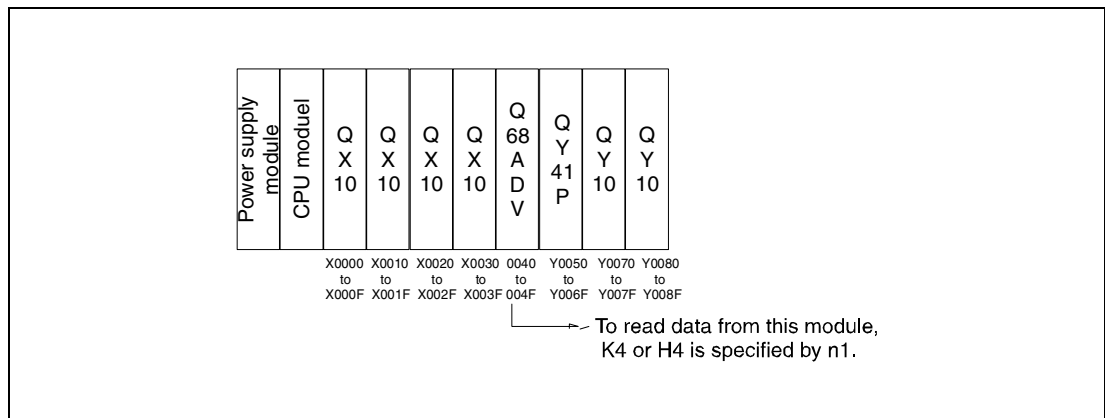 Power supply
module
CPU moduel
Q
X
10
Q
X
10
Q
X
10
Q
X
10
Q
68
A
D
V
Q
Y
41
P
Q
Y
10
Q
Y
10
X0000 X0010 X0020 X0030 0040 Y0050 Y0070 Y0080
to to to to to to to to
X000F X001F X002F X003F 004F Y006F Y007F Y008F
To read data from this module,
K4 or H4 is specified by n1.